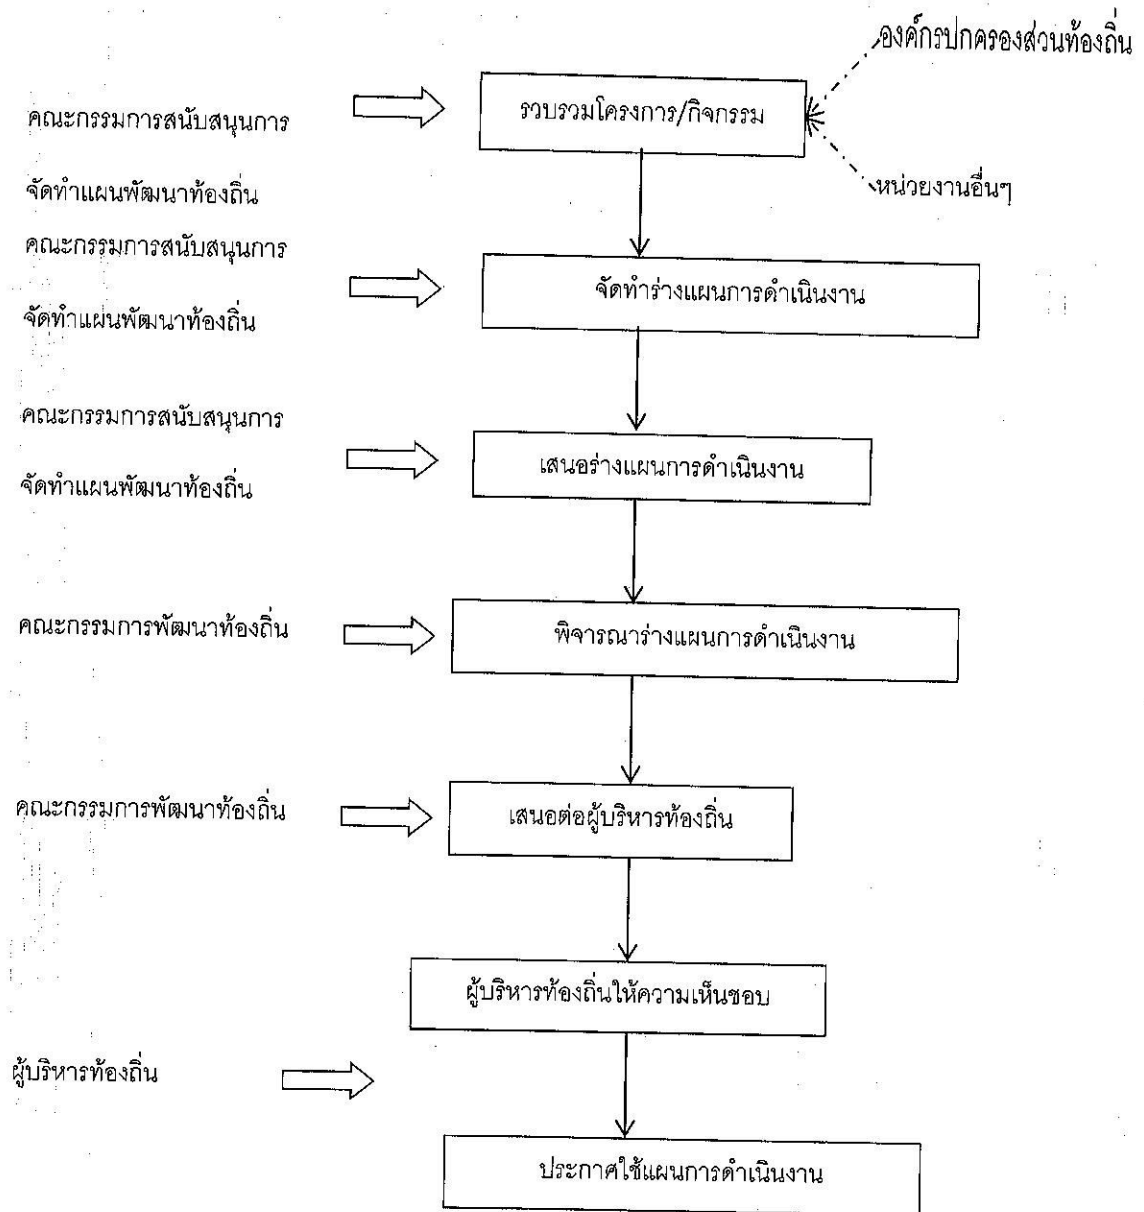 องค์กรปกครองส่วนท้องถิ่น
คณะกรรมการสนับสนุนการ
รวบรวมโครงการ/กิจกรรม
จัดทำแผนพัฒนาท้องถิ่น
หน่วยงานอื่นๆ
คณะกรรมการสนับสนุนการ
จัดทำร่างแผนการดำเนินงาน
จัดทำแผนพัฒนาท้องถิ่น
คณะกรรมการสนับสนุนการ
เสนอร่างแผนการดำเนินงาน
จัดทำแผนพัฒนาท้องถิ่น
คณะกรรมการพัฒนาท้องถิ่น
พิจารณาร่างแผนการดำเนินงาน
คณะกรรมการพัฒนาท้องถิ่น
เสนอต่อผู้บริหารท้องถิ่น
ผู้บริหารท้องถิ่นให้ความเห็นชอบ
ผู้บริหารท้องถิ่น
ประกาศใช้แผนการดำเนินงาน